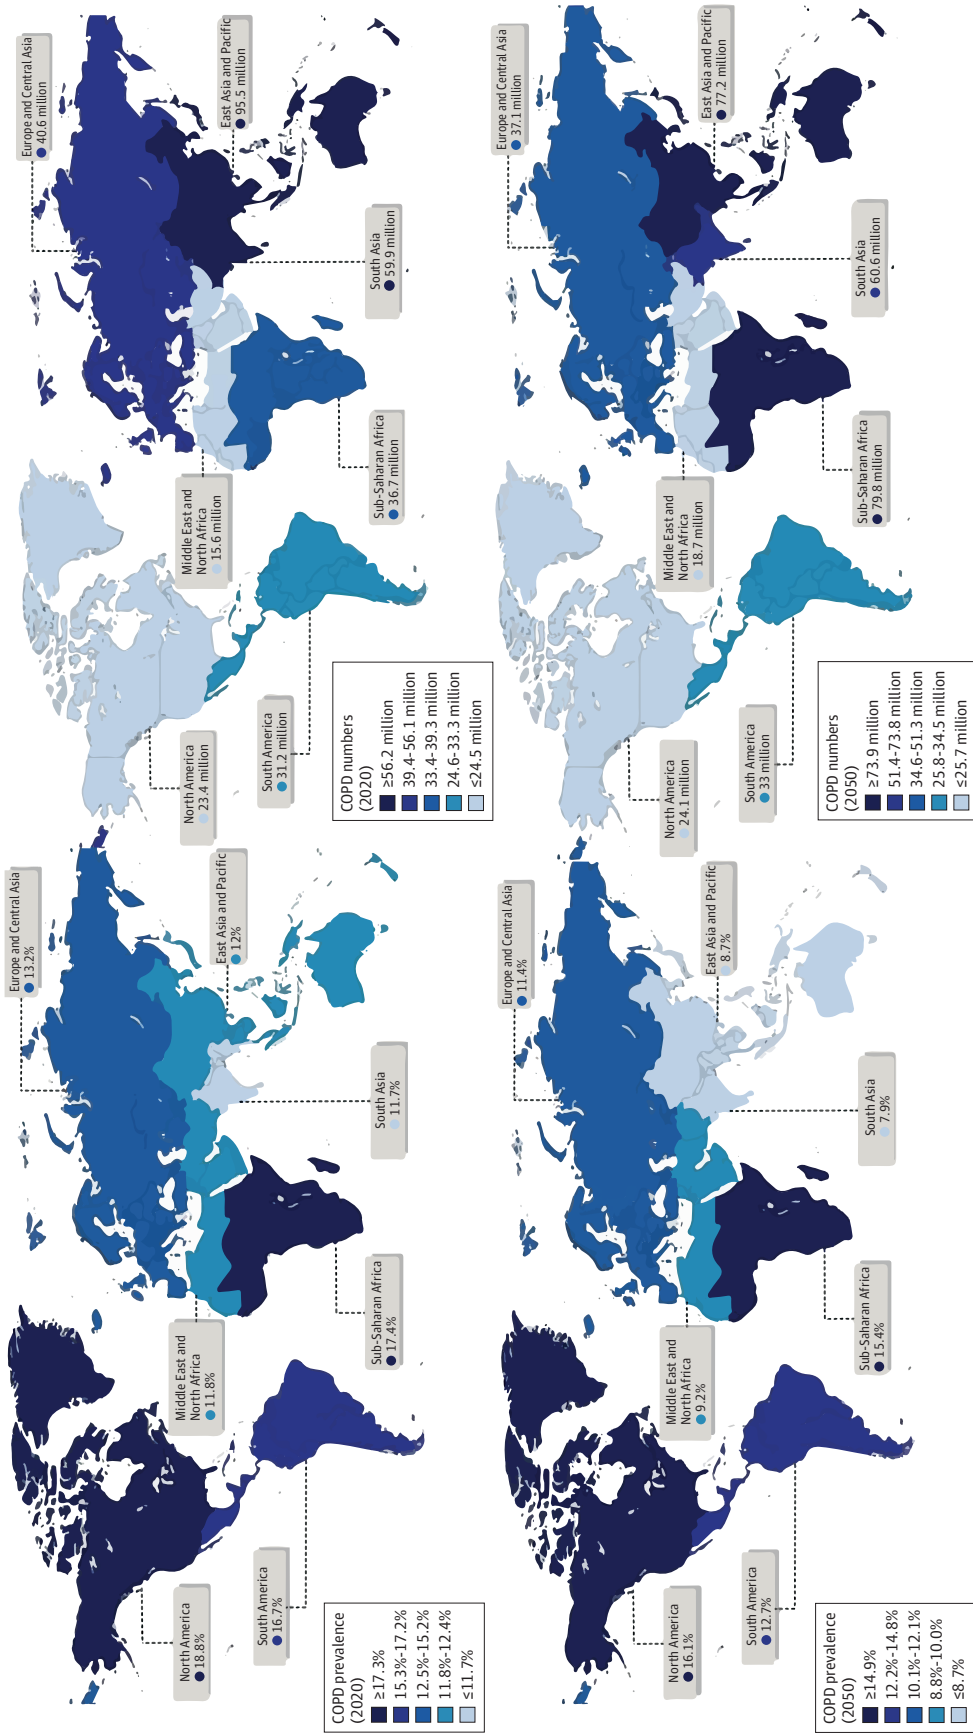 Europe and Central Asia
13.2%
East Asia and Pacific
12%
South Asia
11.7%
Middle East and
North Africa
11.8%
Sub-Saharan Africa
17.4%
North America
18.8%
South America
16.7%
COPD prevalence
(2020)
≥17.3%
15.3%-17.2%
12.5%-15.2%
11.8%-12.4%
≤11.7%
Europe and Central Asia
40.6 million
East Asia and Pacific
95.5 million
South Asia
59.9 million
Middle East and
North Africa
15.6 million
Sub-Saharan Africa
36.7 million
North America
23.4 million
South America
31.2 million
COPD numbers
(2020)
≥56.2 million
39.4-56.1 million
33.4-39.3 million
24.6-33.3 million
≤24.5 million
Europe and Central Asia
11.4%
East Asia and Pacific
8.7%
South Asia
7.9%
Middle East and
North Africa
9.2%
Sub-Saharan Africa
15.4%
North America
16.1%
South America
12.7%
COPD prevalence
(2050)
≥14.9%
12.2%-14.8%
10.1%-12.1%
8.8%-10.0%
≤8.7%
Europe and Central Asia
37.1 million
East Asia and Pacific
77.2 million
South Asia
60.6 million
Middle East and
North Africa
18.7 million
Sub-Saharan Africa
79.8 million
North America
24.1 million
South America
33 million
COPD numbers
(2050)
≥73.9 million
51.4-73.8 million
34.6-51.3 million
25.8-34.5 million
≤25.7 million